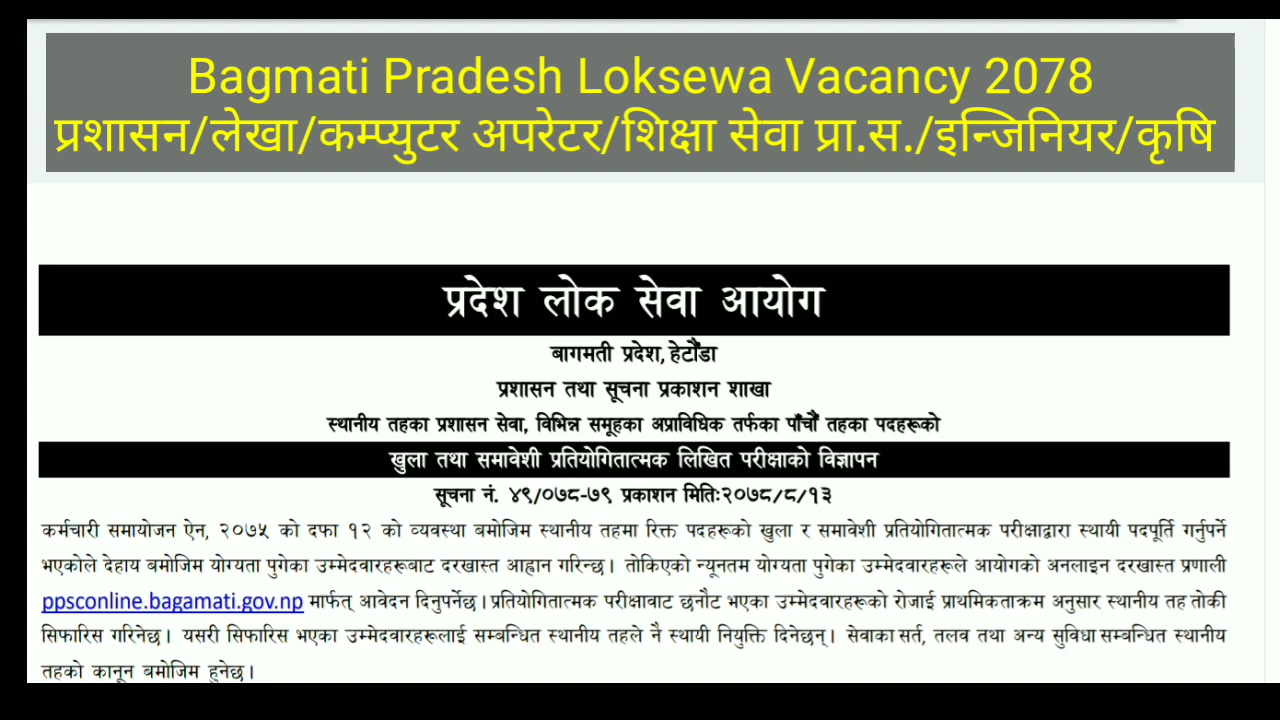 Bagmati Pradesh Loksewa Vacancy 2078
प्रशासन/लेखा/कम्प्युटर अपरेटर/शिक्षा सेवा प्रा.स./इन्जिनियर/कृषि
प्रदेश लोक सेवा आयोग
बागमती प्रदेश, हेटौंडा
प्रशासन तथा सूचना प्रकाशन शाखा
स्थानीय तहका प्रशासन सेवा, विभिन्न समूहका अप्राविधिक तर्फका पाँचौं तहका पदहरूको
खुला तथा समावेशी प्रतियोगितात्मक लिखित परीक्षाको विज्ञापन
सूचना नं. ४९/०७८-७९ प्रकाशन मितिः२०७८/८/१३
कर्मचारी समायोजन ऐन, २०७५ को दफा १२ को व्यवस्था बमोजिम स्थानीय तहमा रिक्त पदहरूको खुला र समावेशी प्रतियोगितात्मक परीक्षाद्वारा स्थायी पदपूर्ति गर्नुपर्ने
भएकोले देहाय बमोजिम योग्यता पुगेका उम्मेदवारहरूबाट दरखास्त आह्वान गरिन्छ। तोकिएको न्यूनतम योग्यता पुगेका उम्मेदवारहरूले आयोगको अनलाइन दरखास्त प्रणाली
ppsconline.bagamati.gov.np मार्फत् आवेदन दिनुपर्नेछ। प्रतियोगितात्मक परीक्षावाट छनौट भएका उम्मेदवारहरूको रोजाई प्राथमिकताक्रम अनुसार स्थानीय तह तोकी
सिफारिस गरिनेछ। यसरी सिफारिस भएका उम्मेदवारहरूलाई सम्बन्धित स्थानीय तहले नै स्थायी नियुक्ति दिनेछन्। सेवाका सर्त, तलव तथा अन्य सुविधा सम्बन्धित स्थानीय
तहको कानून बमोजिम हुनेछ।